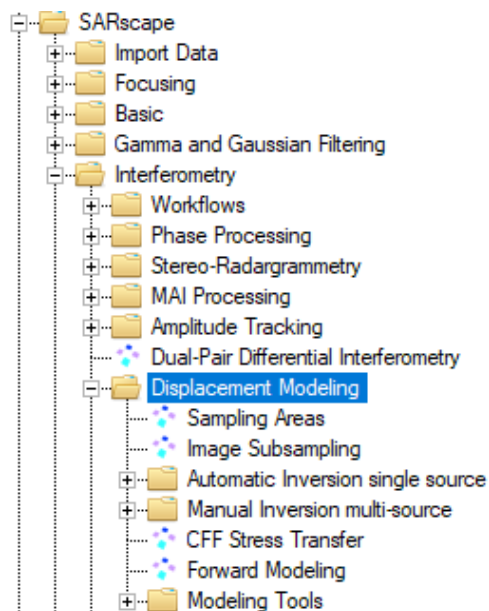 SARscape
Import Data
Focusing
Basic
Gamma and Gaussian Filtering
Interferometry
Workflows
Phase Processing
Stereo-Radargrammetry
MAI Processing
Amplitude Tracking
Dual-Pair Differential Interferometry
Displacement Modeling
Sampling Areas
Image Subsampling
Automatic Inversion single source
Manual Inversion multi-source
CFF Stress Transfer
Forward Modeling
Modeling Tools